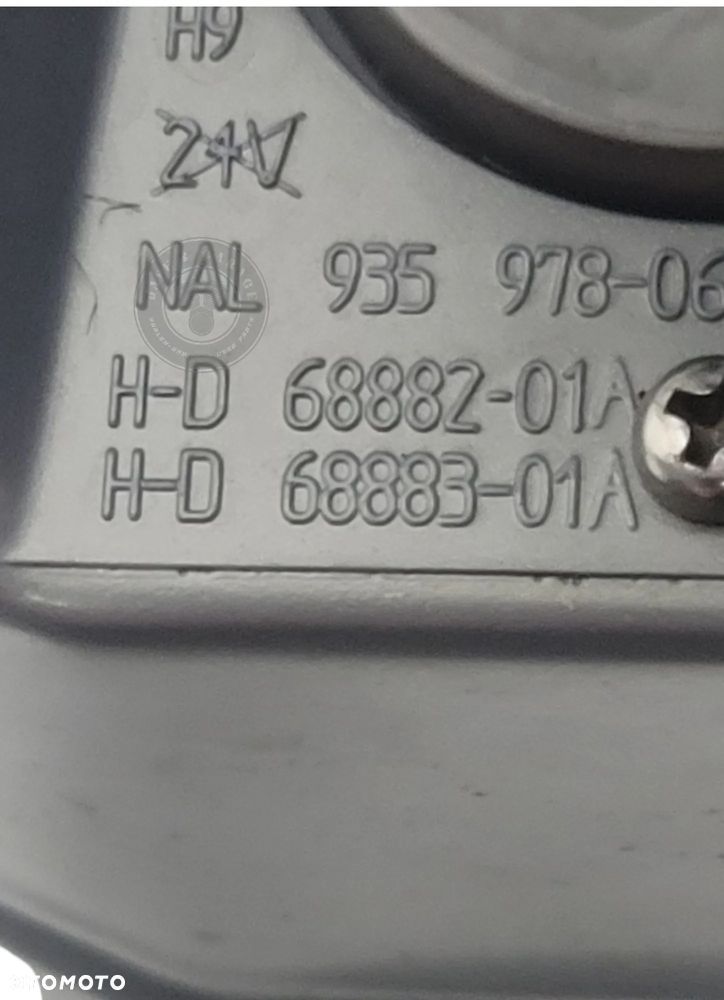 H9
24V
NAL 935 978-06
H-D 68882-01A
H-D 68883-01A
OTOMOTO